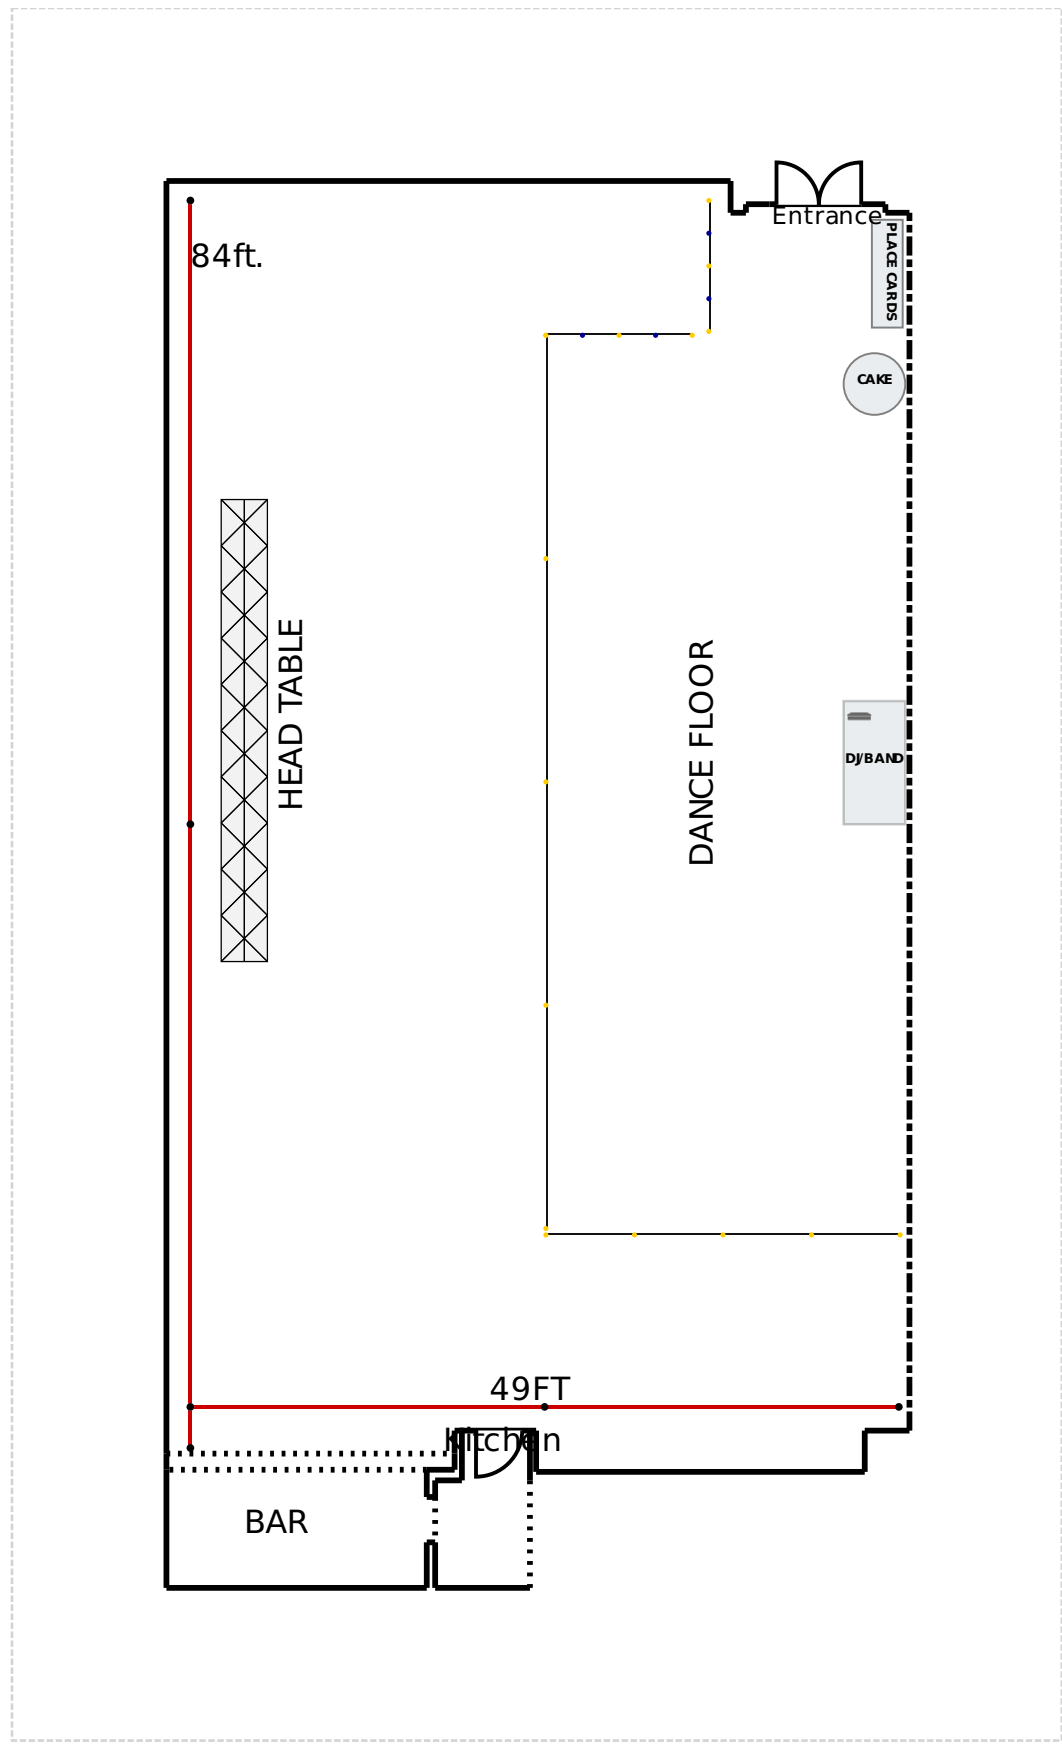 Entrance
84ft.
PLACE CARDS
CAKE
HEAD TABLE
DANCE FLOOR
DJ/BAND
49FT
Kitchen
BAR